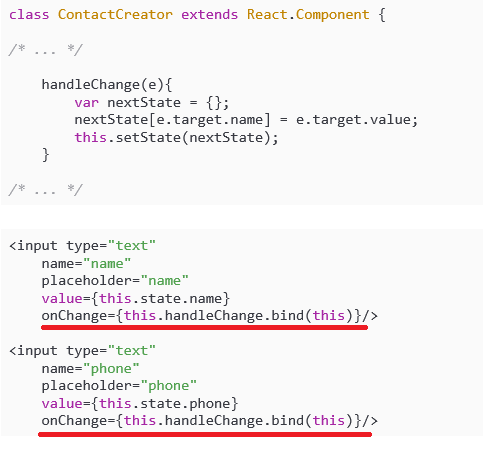 class ContactCreator extends React.Component {
/* ... */
handleChange(e){
var nextState = {};
nextState[e.target.name] = e.target.value;
this.setState(nextState);
}
/* ... */
<input type="text"
name="name"
placeholder="name"
value={this.state.name}
onChange={this.handleChange.bind(this)}/>
<input type="text"
name="phone"
placeholder="phone"
value={this.state.phone}
onChange={this.handleChange.bind(this)}/>